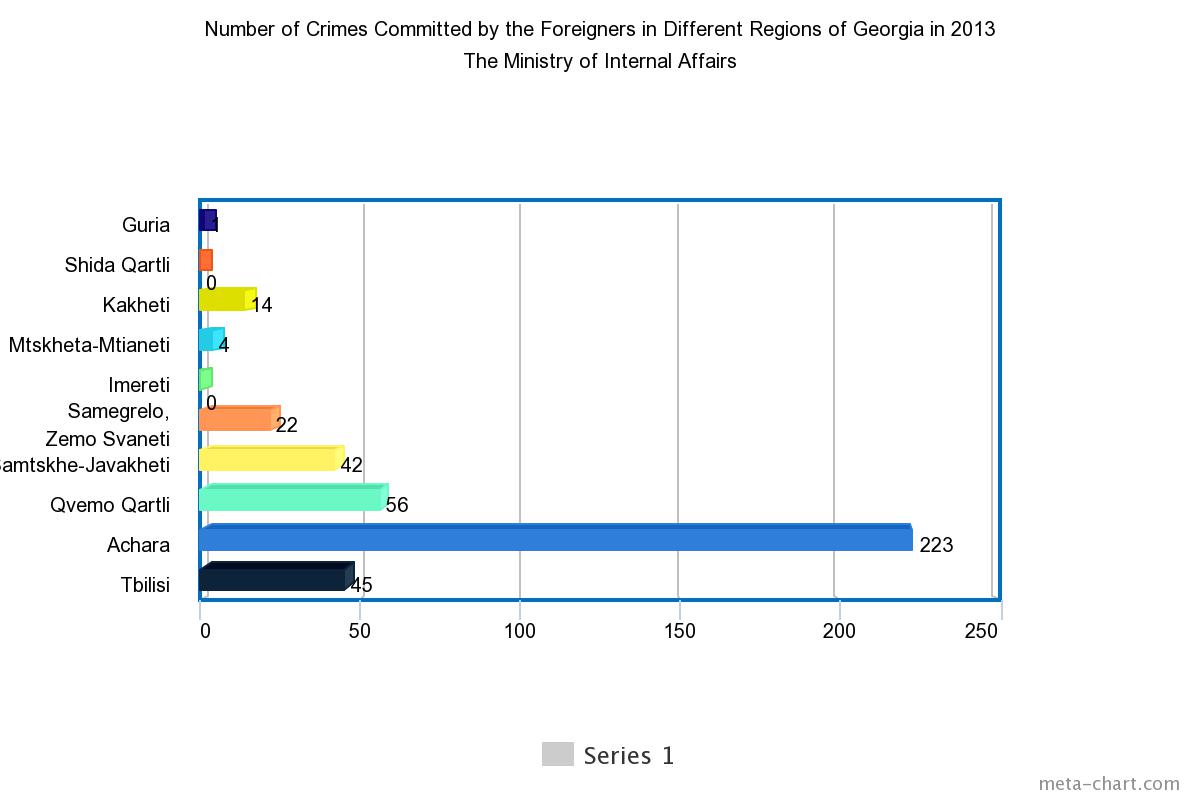 Number of Crimes Committed by the Foreigners in Different Regions of Georgia in 2013
The Ministry of Internal Affairs
Guria 1
Shida Qartli 0
Kakheti 14
Mtskheta-Mtianeti 4
Imereti 0
Samegrelo,
Zemo Svaneti 22
amtskhe-Javakheti 42
Qvemo Qartli 56
Achara 223
Tbilisi 45
0 50 100 150 200 250
Series 1
meta-chart.com